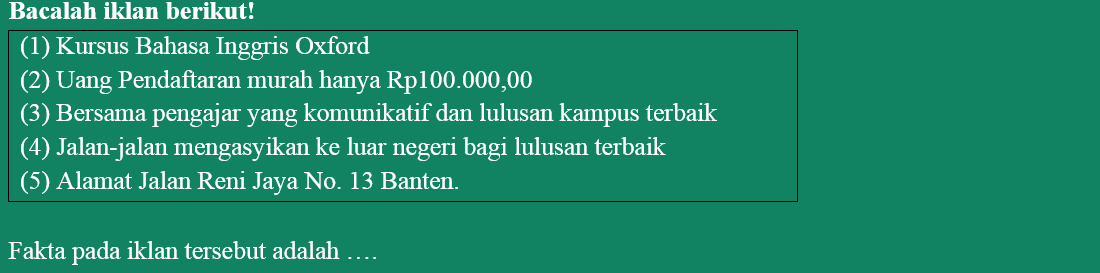 Bacalah iklan berikut!
(1) Kursus Bahasa Inggris Oxford
(2) Uang Pendaftaran murah hanya Rp100.000,00
(3) Bersama pengajar yang komunikatif dan lulusan kampus terbaik
(4) Jalan-jalan mengasyikan ke luar negeri bagi lulusan terbaik
(5) Alamat Jalan Reni Jaya No. 13 Banten.
Fakta pada iklan tersebut adalah ….